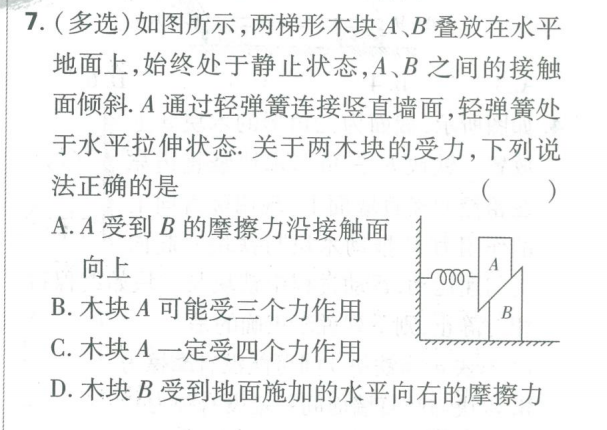 7. (多选)如图所示,两梯形木块 A、B 叠放在水平
地面上,始终处于静止状态,A、B 之间的接触
面倾斜. A 通过轻弹簧连接竖直墙面,轻弹簧处
于水平拉伸状态. 关于两木块的受力,下列说
法正确的是 ( )
A. A 受到 B 的摩擦力沿接触面
向上
B. 木块 A 可能受三个力作用
C. 木块 A 一定受四个力作用
D. 木块 B 受到地面施加的水平向右的摩擦力
A
B